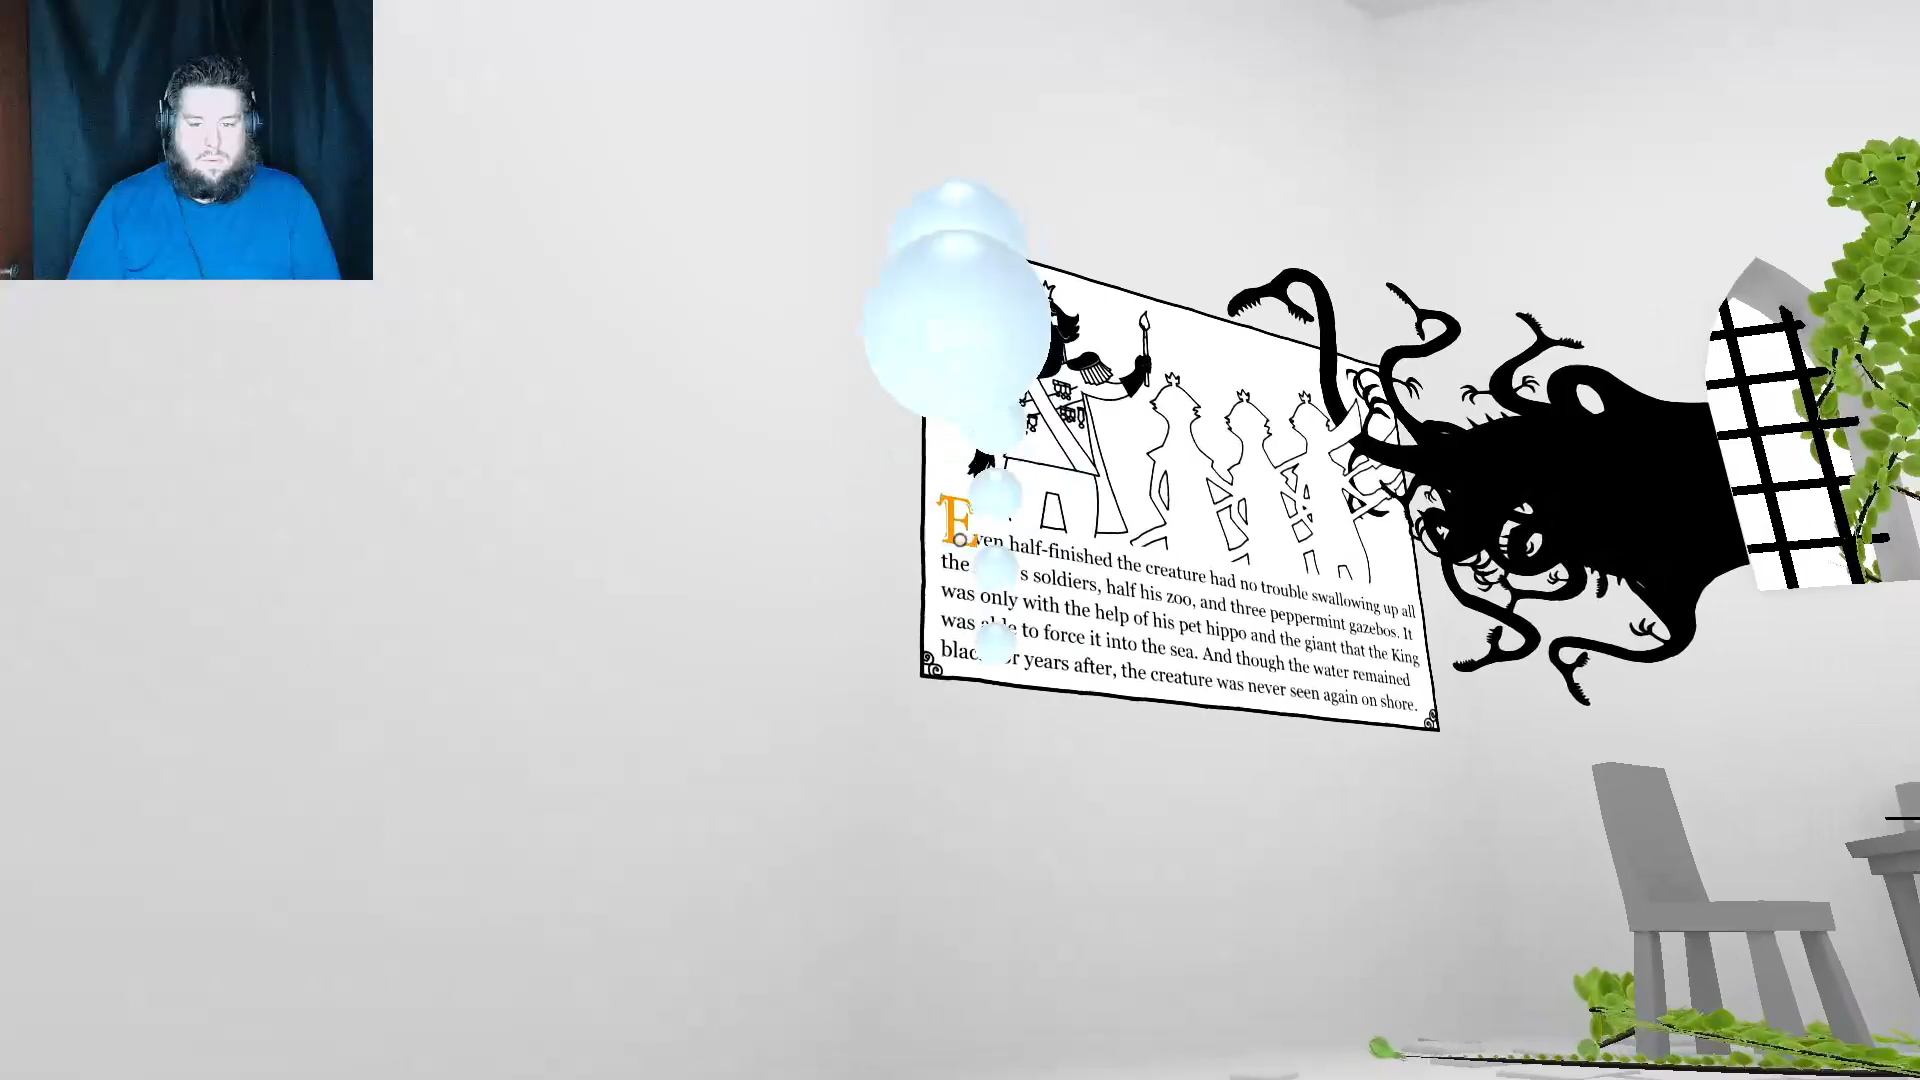 Even half-finished the creature had no trouble swallowing up all
the s soldiers, half his zoo, and three peppermint gazebos. It
was only with the help of his pet hippo and the giant that the King
was able to force it into the sea. And though the water remained
black for years after, the creature was never seen again on shore.